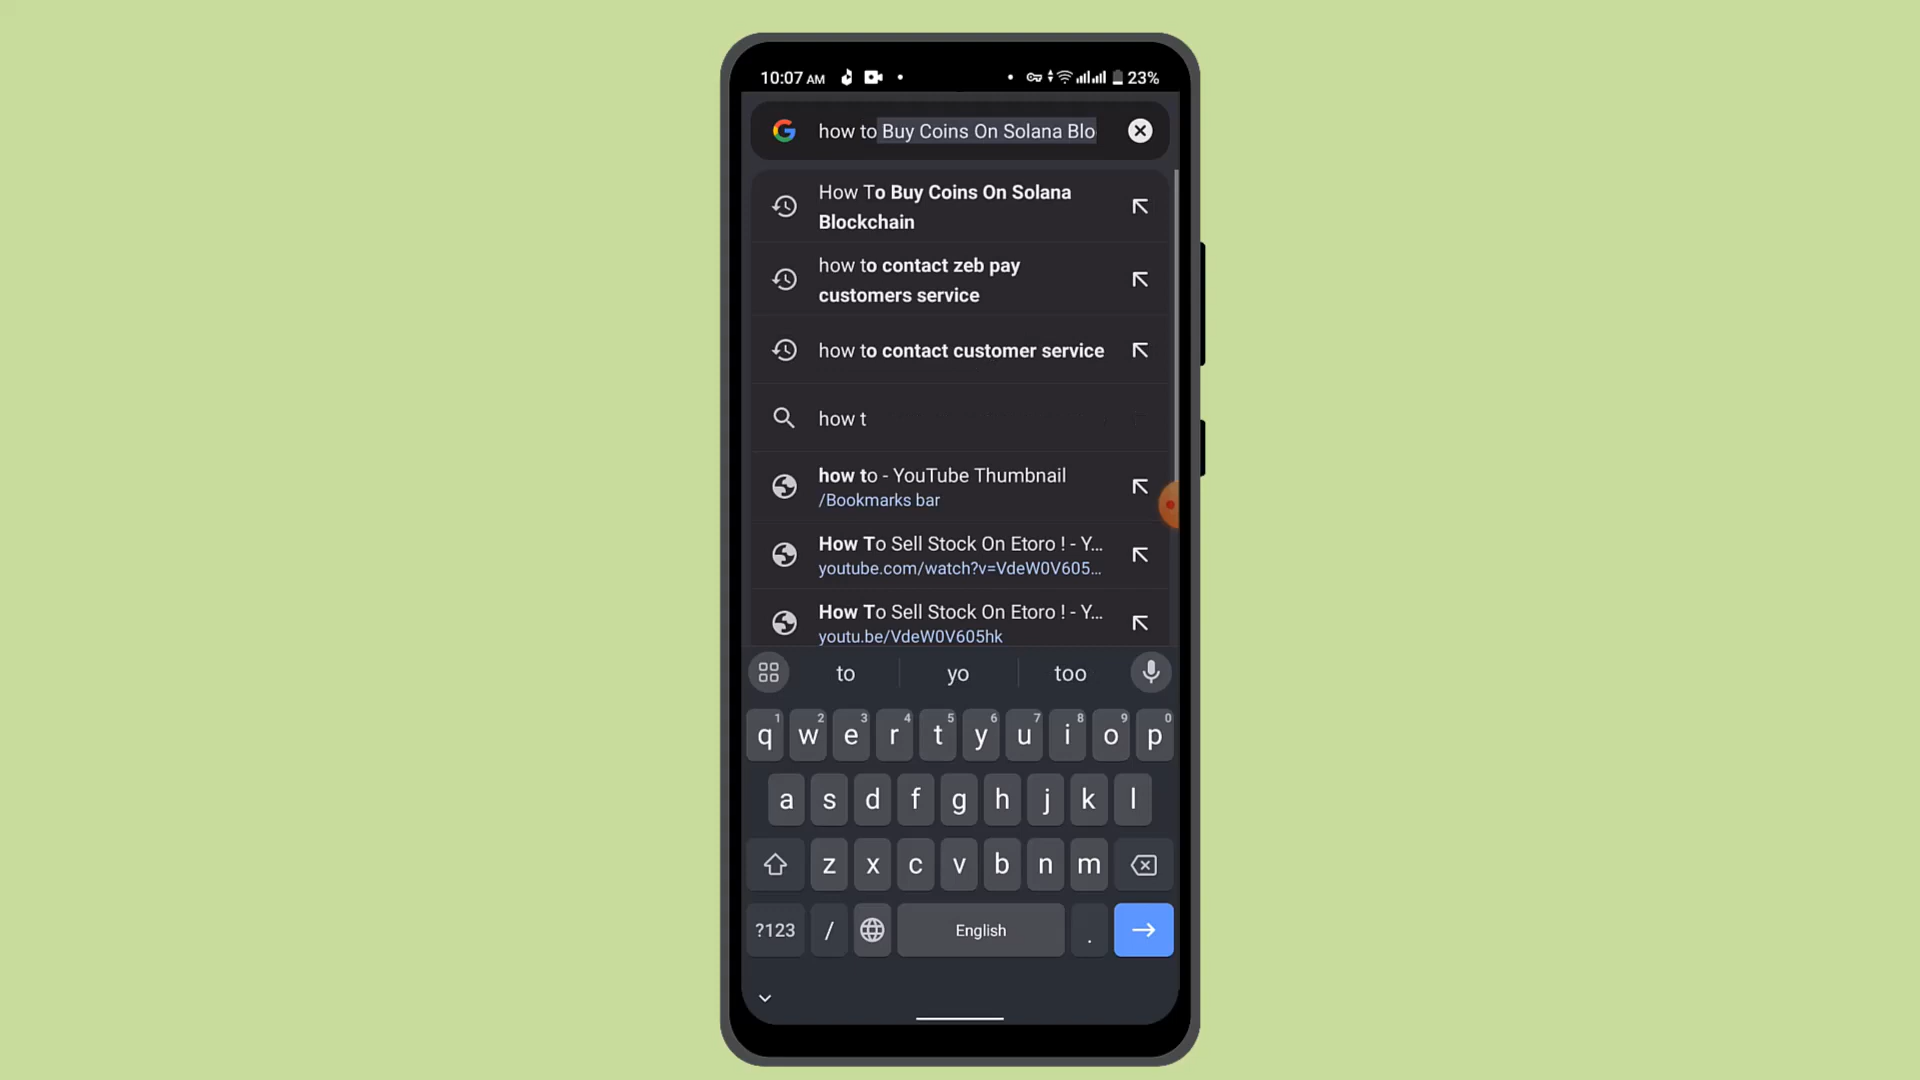 10:07 AM
23%
how to Buy Coins On Solana Blo
How To Buy Coins On Solana
Blockchain
how to contact zeb pay
customers service
how to contact customer service
how t
how to - YouTube Thumbnail
/Bookmarks bar
How To Sell Stock On Etoro ! - Y...
youtube.com/watch?v=VdeW0V605...
How To Sell Stock On Etoro ! - Y...
youtu.be/VdeW0V605hk
to yo too
1 2 3 4 5 6 7 8 9 0
q w e r t y u i o p
a s d f g h j k l
z x c v b n m
?123 / English .